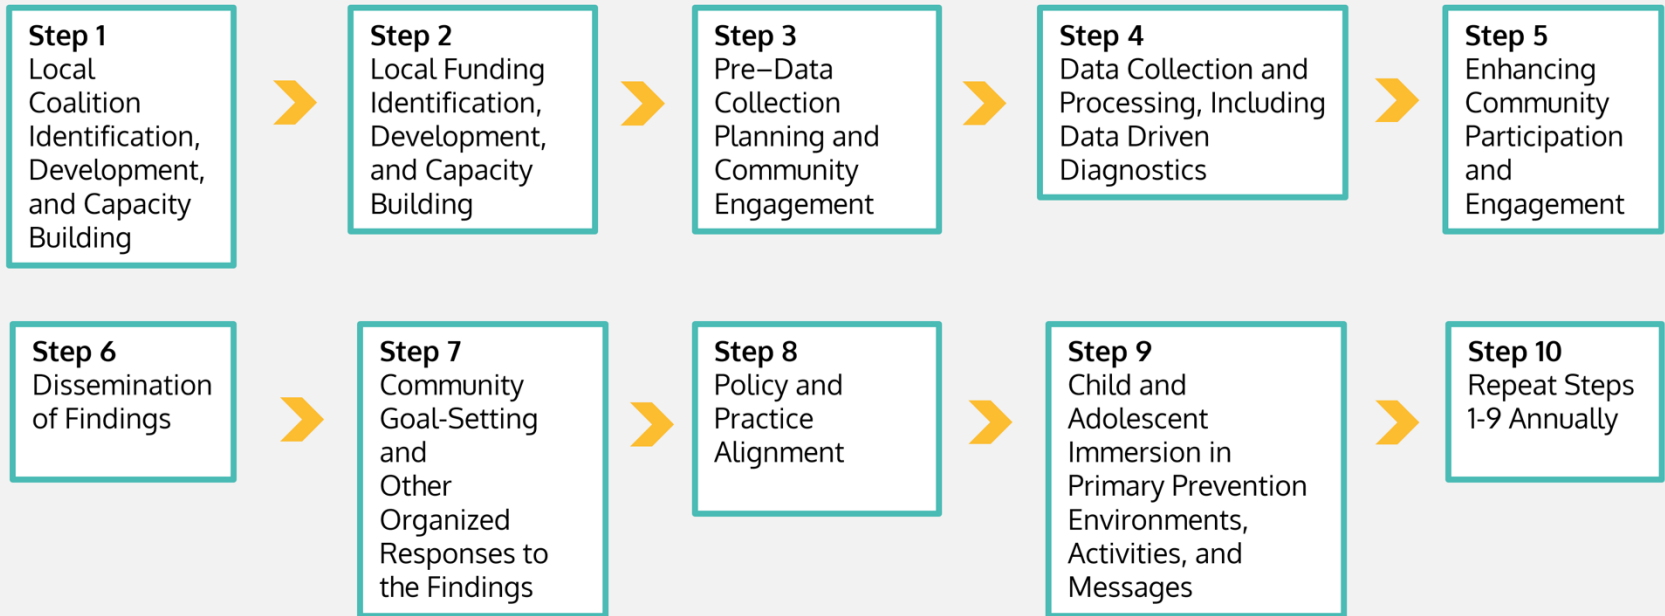 Step 1
Local
Coalition
Identification,
Development,
and Capacity
Building
Step 2
Local Funding
Identification,
Development,
and Capacity
Building
Step 3
Pre–Data
Collection
Planning and
Community
Engagement
Step 4
Data Collection and
Processing, Including
Data Driven
Diagnostics
Step 5
Enhancing
Community
Participation
and
Engagement
Step 6
Dissemination
of Findings
Step 7
Community
Goal-Setting
and
Other
Organized
Responses to
the Findings
Step 8
Policy and
Practice
Alignment
Step 9
Child and
Adolescent
Immersion in
Primary Prevention
Environments,
Activities, and
Messages
Step 10
Repeat Steps
1-9 Annually